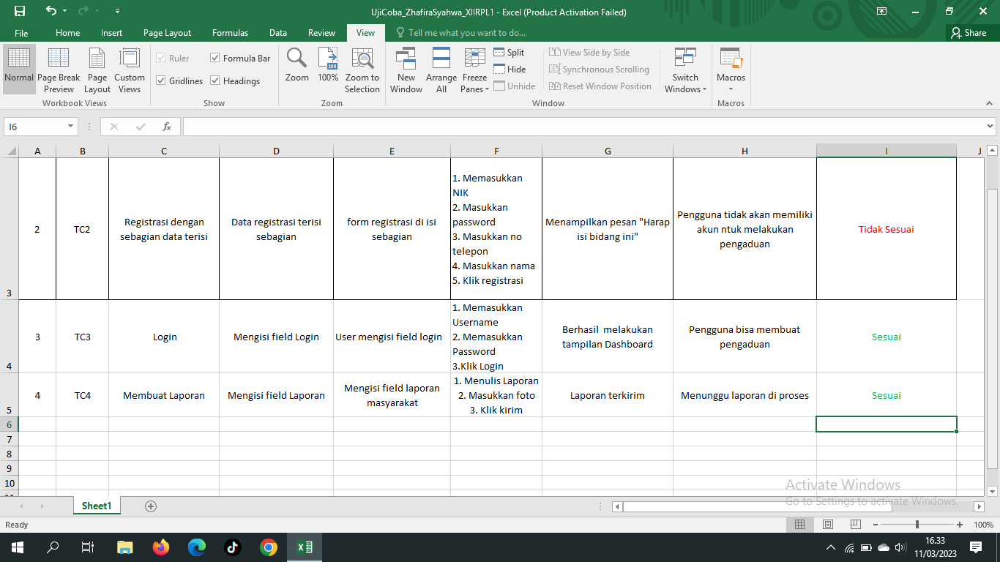 UjiCoba_ZhafiraSyahwa_XIIRPL1 - Excel (Product Activation Failed)
File Home Insert Page Layout Formulas Data Review View Tell me what you want to do... Share
Normal
Page Break
Preview
Page
Layout
Custom
Views
Workbook Views
Ruler
Formula Bar
Gridlines
Headings
Show
Zoom
100
100%
Zoom to
Selection
Zoom
New
Window
Arrange
All
Freeze
Panes
Split
Hide
Unhide
View Side by Side
Synchronous Scrolling
Reset Window Position
Window
Switch
Windows
Macros
Macros
I6
fx
A B C D E F G H I J
3
2
TC2
Registrasi dengan
sebagian data terisi
Data registrasi terisi
sebagian
form registrasi di isi
sebagian
1. Memasukkan
NIK
2. Masukkan
password
3. Masukkan no
telepon
4. Masukkan nama
5. Klik registrasi
Menampilkan pesan "Harap
isi bidang ini"
Pengguna tidak akan memiliki
akun ntuk melakukan
pengaduan
Tidak Sesuai
4
3
TC3
Login
Mengisi field Login
User mengisi field login
1. Memasukkan
Username
2. Memasukkan
Password
3.Klik Login
Berhasil melakukan
tampilan Dashboard
Pengguna bisa membuat
pengaduan
Sesuai
5
4
TC4
Membuat Laporan
Mengisi field Laporan
Mengisi field laporan
masyarakat
1. Menulis Laporan
2. Masukkan foto
3. Klik kirim
Laporan terkirim
Menunggu laporan di proses
Sesuai
6
7
8
9
10
Activate Windows
Go to Settings to activate Windows.
Sheet1
Ready
100%
16.33
11/03/2023